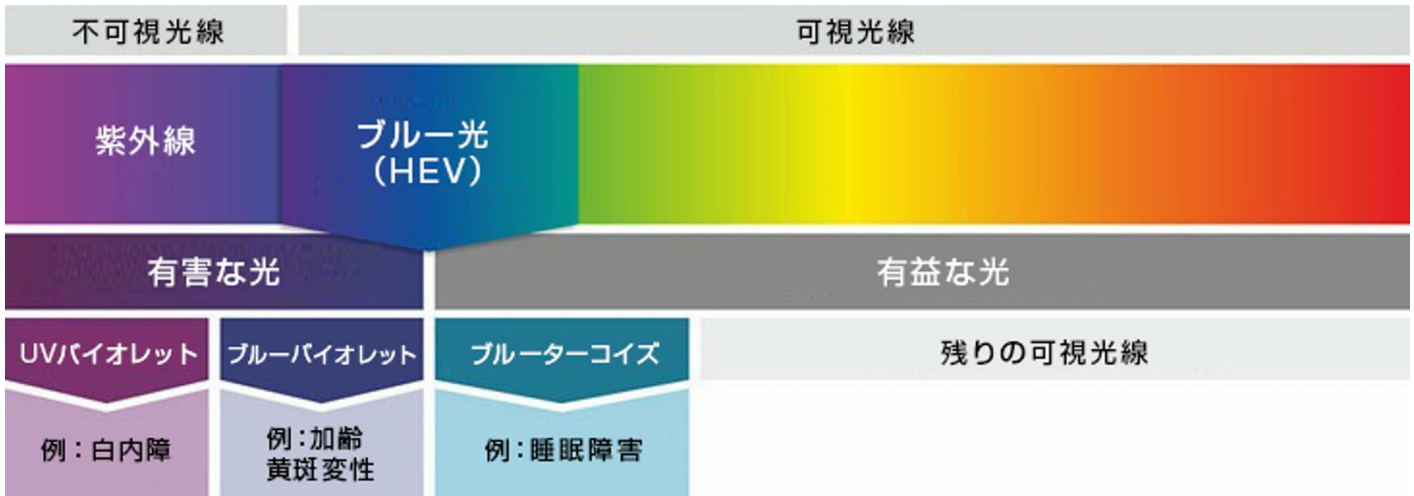 不可視光線
可視光線
紫外線
ブルー光
（HEV）
有害な光
有益な光
UVバイオレット
ブルーバイオレット
ブルーターコイズ
残りの可視光線
例：白内障
例：加齢
黄斑変性
例：睡眠障害